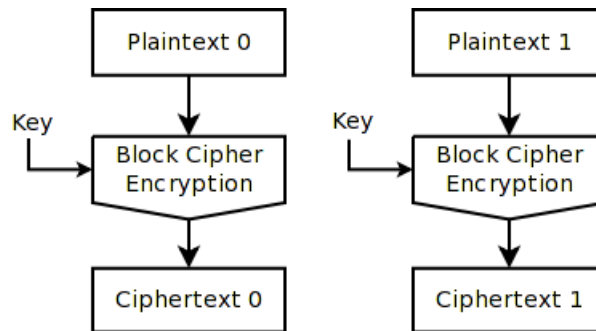 Plaintext 0
Key
Block Cipher
Encryption
Ciphertext 0
Plaintext 1
Key
Block Cipher
Encryption
Ciphertext 1